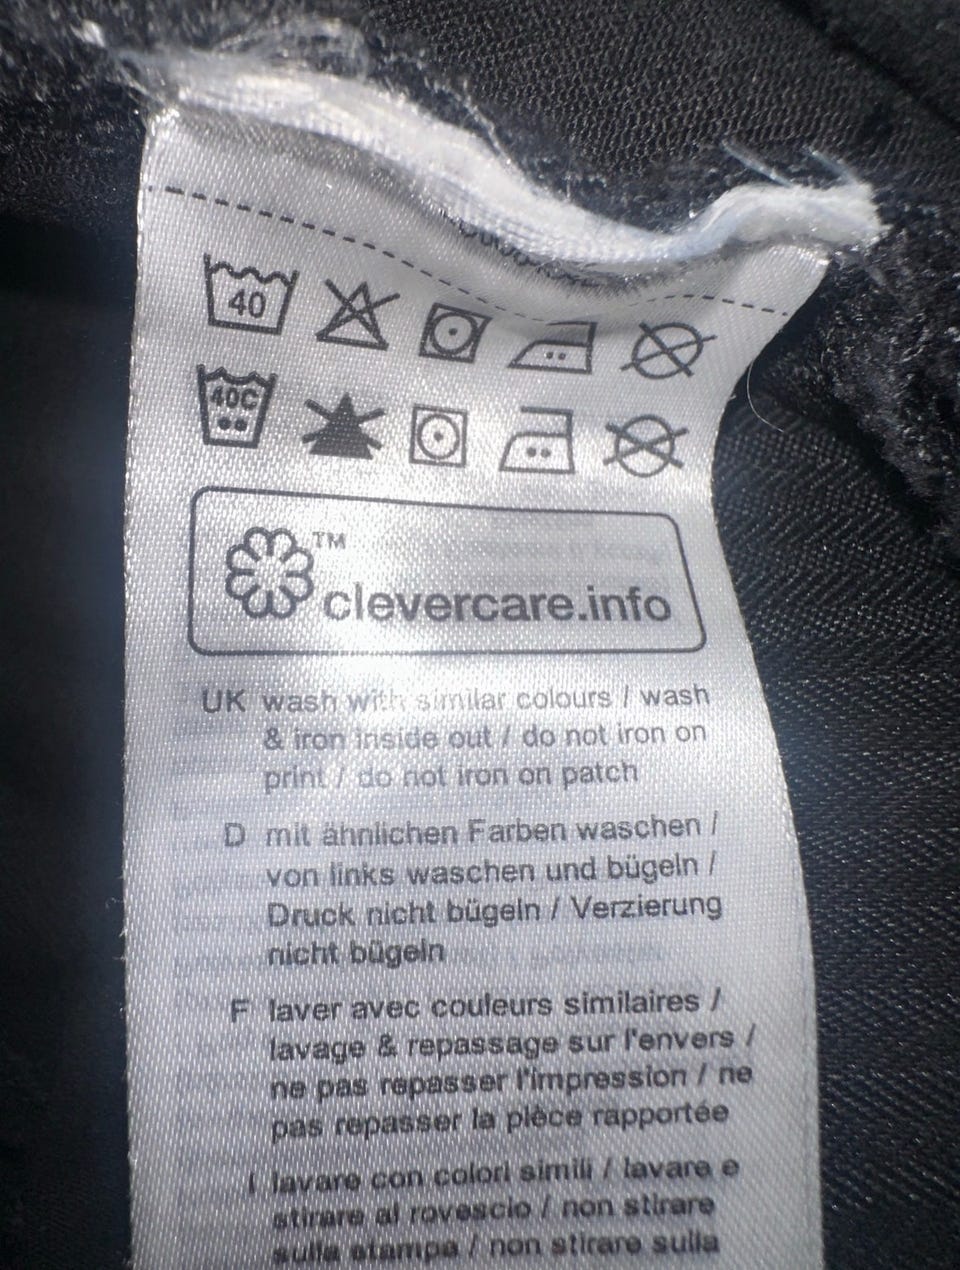 40
40C
TM
clevercare.info
UK wash with similar colours / wash
& iron inside out / do not iron on
print / do not iron on patch
D mit ähnlichen Farben waschen /
von links waschen und bügeln /
Druck nicht bügeln / Verzierung
nicht bügeln
F laver avec couleurs similaires /
lavage & repassage sur l'envers /
ne pas repasser l'impression / ne
pas repasser la pièce rapportée
I lavare con colori simili / lavare e
stirare al rovescio / non stirare
sulla stampa / non stirare sulla